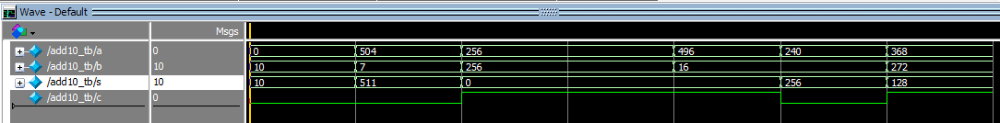 Wave - Default
Msgs
/add10_tb/a 0 0 504 256 496 240 368
/add10_tb/b 10 10 7 256 16 272
/add10_tb/s 10 10 511 0 256 128
/add10_tb/c 0